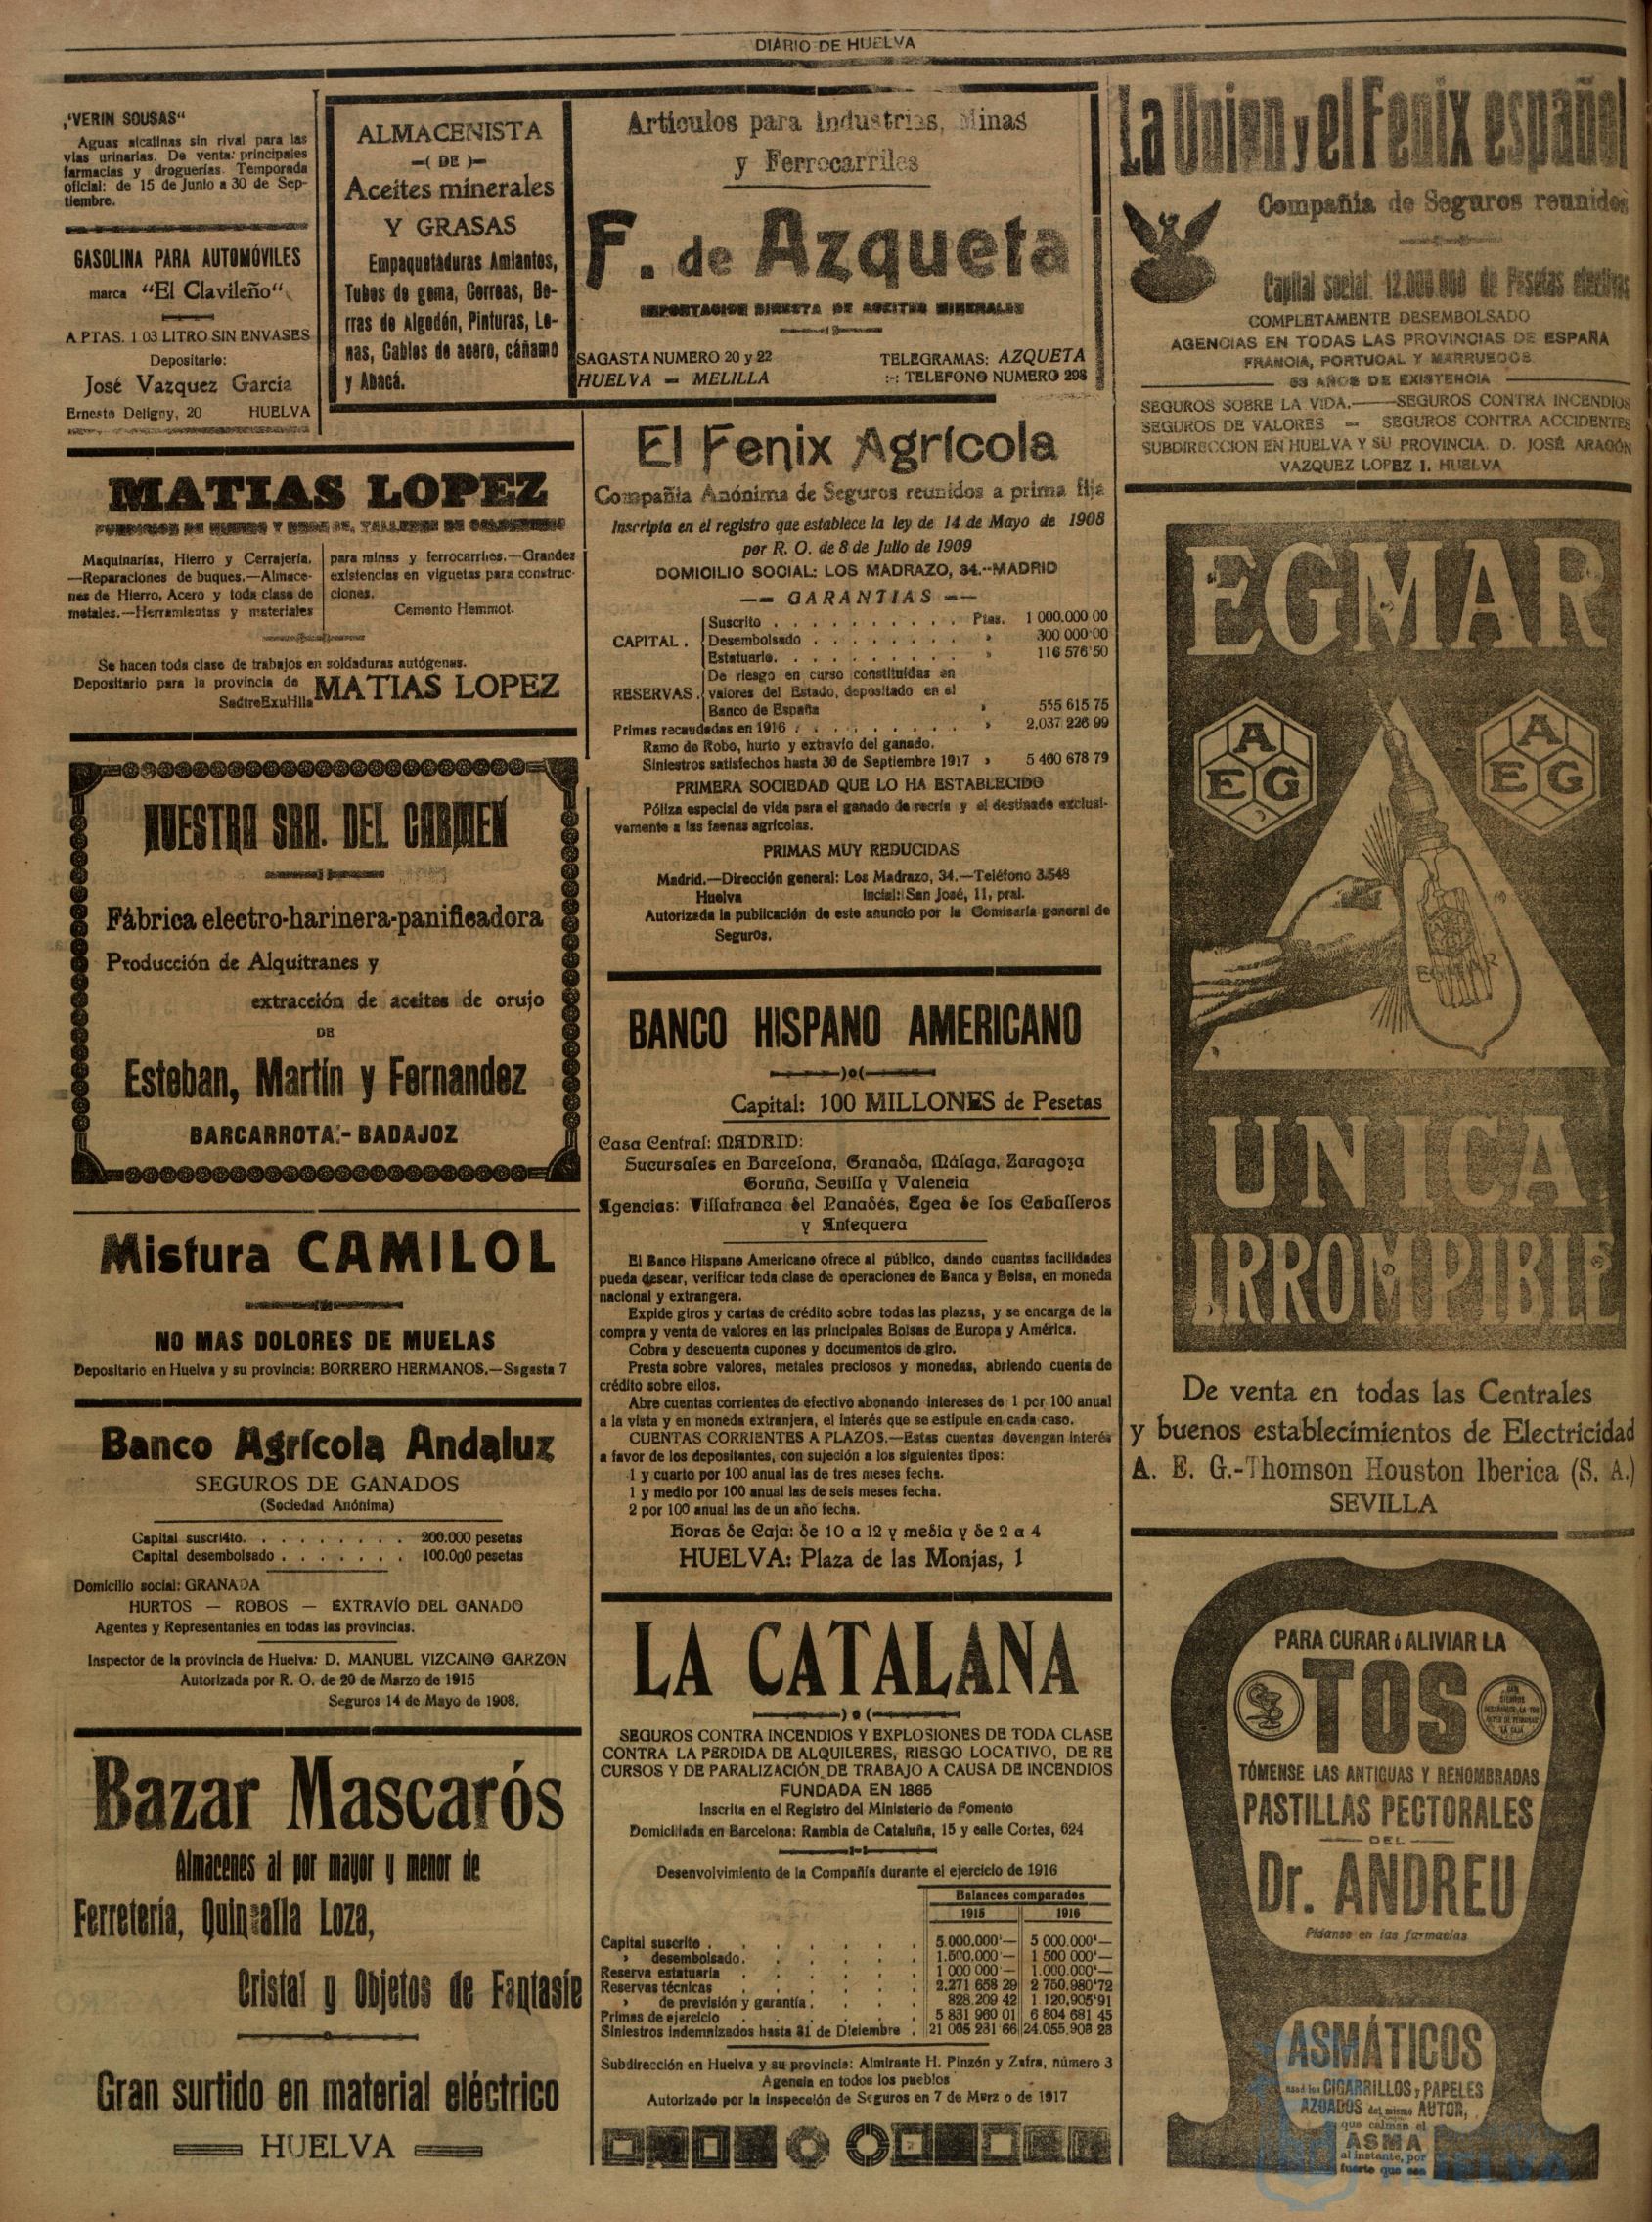 DIARIO DE HUELVA
"VERIN SOUSAS"
Aguas alcalinas sin rival para las
vias urinarias. De venta: principales
farmacias y droguerías. Temporada
oficial: de 15 de Junio a 30 de Sep-
tiembre.
GASOLINA PARA AUTOMÓVILES
marca "El Clavileño"
A PTAS. 1 03 LITRO SIN ENVASES
Depositario:
José Vazquez García
Ernesto Deligny, 20 HUELVA
ALMACENISTA
—( DE )—
Aceites minerales
Y GRASAS
Empaquetaduras Amiantos,
Tubos de goma, Correas, Be-
rras de Algodón, Pinturas, Lo-
nas, Cables de acero, cáñamo
y Abacá.
Artículos para Industrias, Minas
y Ferrocarriles
F. de Azqueta
IMPORTACION DIRECTA DE ACEITES MINERALES
SAGASTA NUMERO 20 y 22
HUELVA — MELILLA
TELEGRAMAS: AZQUETA
:-: TELEFONO NUMERO 298
MATIAS LOPEZ
Maquinarías, Hierro y Cerrajería.
—Reparaciones de buques.—Almace-
nes de Hierro, Acero y toda clase de
metales.—Herramientas y materiales
para minas y ferrocarriles.—Grandes
existencias en viguetas para construc-
ciones.
Cemento Hemmot.
Se hacen toda clase de trabajos en soldaduras autógenas.
Depositario para la provincia de MATIAS LOPEZ
NUESTRA SRA. DEL CARMEN
Fábrica electro-harinera-panificadora
Producción de Alquitranes y
extracción de aceites de orujo
DE
Esteban, Martín y Fernandez
BARCARROTA:- BADAJOZ
Mistura CAMILOL
NO MAS DOLORES DE MUELAS
Depositario en Huelva y su provincia: BORRERO HERMANOS.—Sagasta 7
Banco Agrícola Andaluz
SEGUROS DE GANADOS
(Sociedad Anónima)
Capital suscri4to. . . . . . . . . 200.000 pesetas
Capital desembolsado . . . . . . . 100.000 pesetas
Domicilio social: GRANADA
HURTOS — ROBOS — EXTRAVÍO DEL GANADO
Agentes y Representantes en todas las provincias.
Inspector de la provincia de Huelva: D. MANUEL VIZCAINO GARZON
Autorizada por R. O. de 20 de Marzo de 1915
Seguros 14 de Mayo de 1908.
Bazar Mascarós
Almacenes al por mayor y menor de
Ferretería, Quincalla Loza,
Cristal y Objetos de Fantasía
Gran surtido en material eléctrico
HUELVA
El Fenix Agrícola
Compañia Anónima de Seguros reunidos a prima fija
Inscripta en el registro que establece la ley de 14 de Mayo de 1908
por R. O. de 8 de Julio de 1909
DOMICILIO SOCIAL: LOS MADRAZO, 34.--MADRID
—— GARANTIAS ——
CAPITAL . Suscrito . . . . . . . . . . Ptas. 1 000.000 00
Desembolsado . . . . . . . . » 300 000'00
Estatuario. . . . . . . . . . » 116 576'50
RESERVAS . De riesgo en curso constituidas en
valores del Estado, depositado en el
Banco de España » 555 615 75
Primas recaudadas en 1916 . . . . . . . . . » 2.037 226 99
Ramo de Robo, hurto y extravío del ganado.
Siniestros satisfechos hasta 30 de Septiembre 1917 » 5 460 678 79
PRIMERA SOCIEDAD QUE LO HA ESTABLECIDO
Póliza especial de vida para el ganado de recría y el destinado exclusi-
vamente a las faenas agrícolas.
PRIMAS MUY REDUCIDAS
Madrid.—Dirección general: Los Madrazo, 34.—Teléfono 3.548
Huelva Incial: San José, 11, pral.
Autorizada la publicación de este anuncio por la Comisaría general de
Seguros.
BANCO HISPANO AMERICANO
——)o(——
Capital: 100 MILLONES de Pesetas
Casa Central: MADRID:
Sucursales en Barcelona, Granada, Málaga, Zaragoza
Coruña, Sevilla y Valencia
Agencias: Villafranca del Panadés, Egea de los Caballeros
y Antequera
El Banco Hispano Americano ofrece al público, dando cuantas facilidades
pueda desear, verificar toda clase de operaciones de Banca y Bolsa, en moneda
nacional y extrangera.
Expide giros y cartas de crédito sobre todas las plazas, y se encarga de la
compra y venta de valores en las principales Bolsas de Europa y América.
Cobra y descuenta cupones y documentos de giro.
Presta sobre valores, metales preciosos y monedas, abriendo cuenta de
crédito sobre ellos.
Abre cuentas corrientes de efectivo abonando intereses de 1 por 100 anual
a la vista y en moneda extranjera, el interés que se estipule en cada caso.
CUENTAS CORRIENTES A PLAZOS.—Estas cuentas devengan interés
a favor de los depositantes, con sujeción a los siguientes tipos:
1 y cuarto por 100 anual las de tres meses fecha.
1 y medio por 100 anual las de seis meses fecha.
2 por 100 anual las de un año fecha.
Horas de Caja: de 10 a 12 y media y de 2 a 4
HUELVA: Plaza de las Monjas, 1
LA CATALANA
——)o(——
SEGUROS CONTRA INCENDIOS Y EXPLOSIONES DE TODA CLASE
CONTRA LA PERDIDA DE ALQUILERES, RIESGO LOCATIVO, DE RE
CURSOS Y DE PARALIZACIÓN DE TRABAJO A CAUSA DE INCENDIOS
FUNDADA EN 1865
Inscrita en el Registro del Ministerio de Fomento
Domiciliada en Barcelona: Rambla de Cataluña, 15 y calle Cortes, 624
Desenvolvimiento de la Compañía durante el ejercicio de 1916
Balances comparados
1915 1916
Capital suscrito . . . . . . . 5.000.000'— 5 000.000'—
» desembolsado. . . . . . 1.500.000'— 1 500 000'—
Reserva estatuaria . . . . . . 1 000 000— 1.000.000'—
Reservas técnicas . . . . . . 2.271 658 29 2 750.980'72
» de previsión y garantía . . . . 828.209 42 1.120,905'91
Primas de ejercicio . . . . . . 5 831 960 01 6 804 681 45
Siniestros indemnizados hasta 31 de Diciembre . 21 005 231 66 24.055.908 23
Subdirección en Huelva y su provincia: Almirante H. Pinzón y Zafra, número 3
Agencia en todos los pueblos
Autorizado por la Inspección de Seguros en 7 de Marz o de 1917
La Union y el Fenix español
Compañia de Seguros reunidos
Capital social: 12.000.000 de Pesetas efectivas
COMPLETAMENTE DESEMBOLSADO
AGENCIAS EN TODAS LAS PROVINCIAS DE ESPAÑA
FRANCIA, PORTUGAL Y MARRUECOS
53 AÑOS DE EXISTENCIA
SEGUROS SOBRE LA VIDA.——SEGUROS CONTRA INCENDIOS
SEGUROS DE VALORES — SEGUROS CONTRA ACCIDENTES
SUBDIRECCION EN HUELVA Y SU PROVINCIA. D. JOSÉ ARAGÓN
VAZQUEZ LOPEZ 1. HUELVA
EGMAR
AEG
AEG
EGMAR
UNICA
IRROMPIBLE
De venta en todas las Centrales
y buenos establecimientos de Electricidad
A. E. G.-Thomson Houston Iberica (S. A.)
SEVILLA
PARA CURAR ó ALIVIAR LA
TOS
TÓMENSE LAS ANTIGUAS Y RENOMBRADAS
PASTILLAS PECTORALES
DEL
Dr. ANDREU
Pídanse en las farmacias
ASMÁTICOS
usad los CIGARRILLOS y PAPELES
AZOADOS del mismo AUTOR,
que calman el
ASMA
al instante, por
fuerte que sea
HUELVA